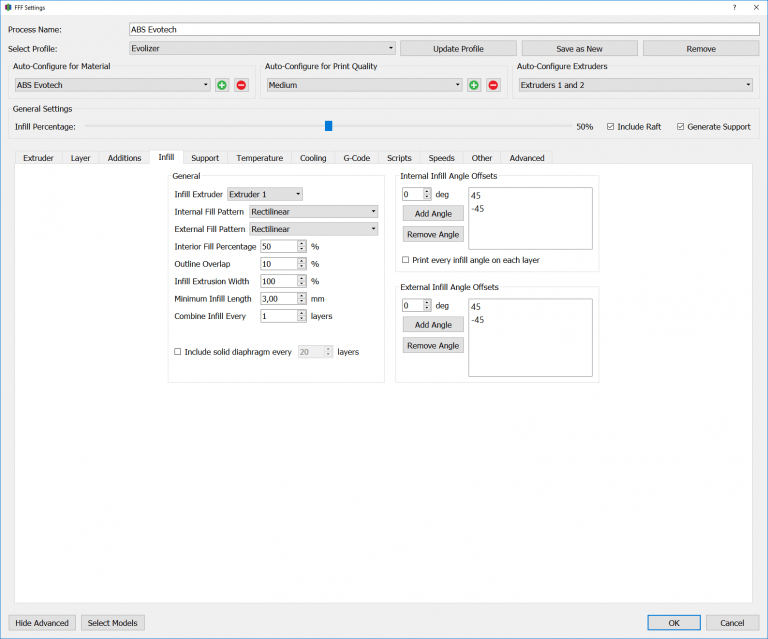 FFF Settings
Process Name: ABS Evotech
Select Profile: Evolizer Update Profile Save as New Remove
Auto-Configure for Material Auto-Configure for Print Quality Auto-Configure Extruders
ABS Evotech Medium Extruders 1 and 2
General Settings
Infill Percentage: 50% Include Raft Generate Support
Extruder Layer Additions Infill Support Temperature Cooling G-Code Scripts Speeds Other Advanced
General
Infill Extruder Extruder 1
Internal Fill Pattern Rectilinear
External Fill Pattern Rectilinear
Interior Fill Percentage 50 %
Outline Overlap 10 %
Infill Extrusion Width 100 %
Minimum Infill Length 3,00 mm
Combine Infill Every 1 layers
Include solid diaphragm every 20 layers
Internal Infill Angle Offsets
0 deg
Add Angle
Remove Angle
45
-45
Print every infill angle on each layer
External Infill Angle Offsets
0 deg
Add Angle
Remove Angle
45
-45
Hide Advanced Select Models OK Cancel